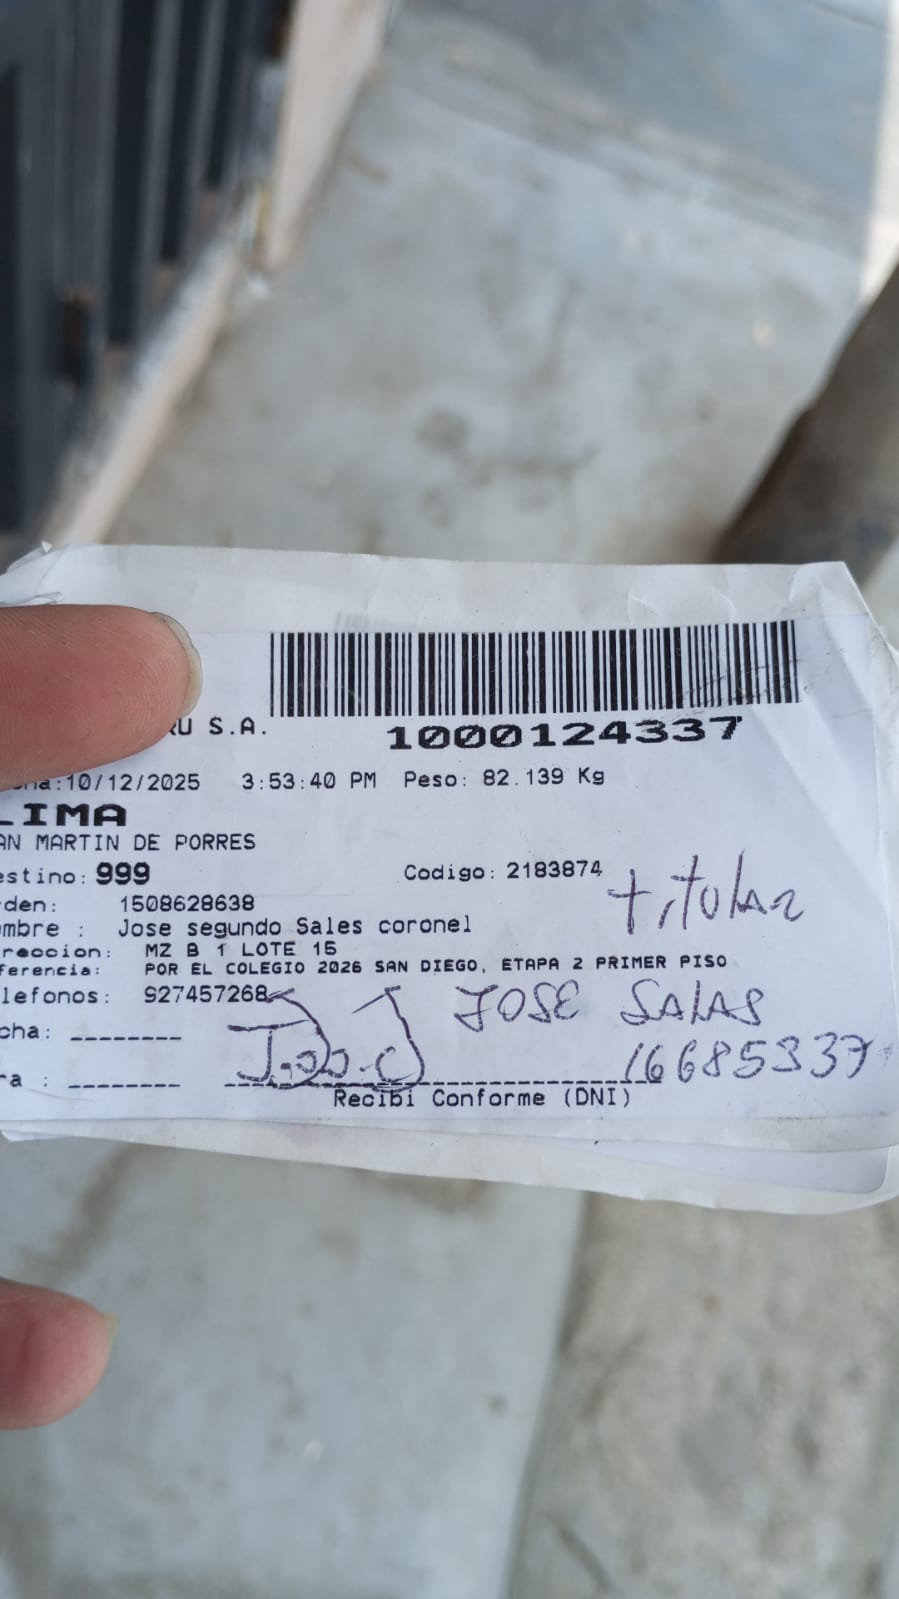 1000124337
RU S.A.
ha:10/12/2025 3:53:40 PM Peso: 82.139 Kg
LIMA
AN MARTIN DE PORRES
estino: 999 Codigo: 2183874
titular
den: 1508628638
mbre : Jose segundo Sales coronel
reccion: MZ B 1 LOTE 15
ferencia: POR EL COLEGIO 2026 SAN DIEGO, ETAPA 2 PRIMER PISO
lefonos: 927457268
JOSE SALAS
cha: --------
16685337
ra : --------
Recibi Conforme (DNI)